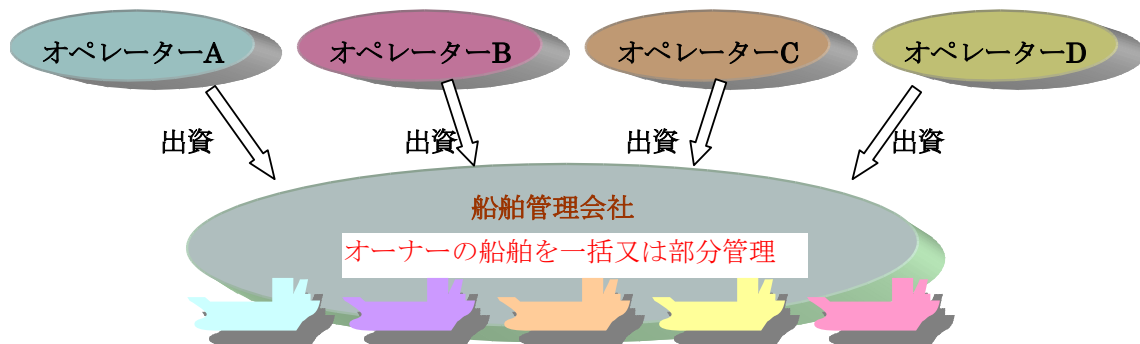 オペレーターA
オペレーターB
オペレーターC
オペレーターD
出資
出資
出資
出資
船舶管理会社
オーナーの船舶を一括又は部分管理